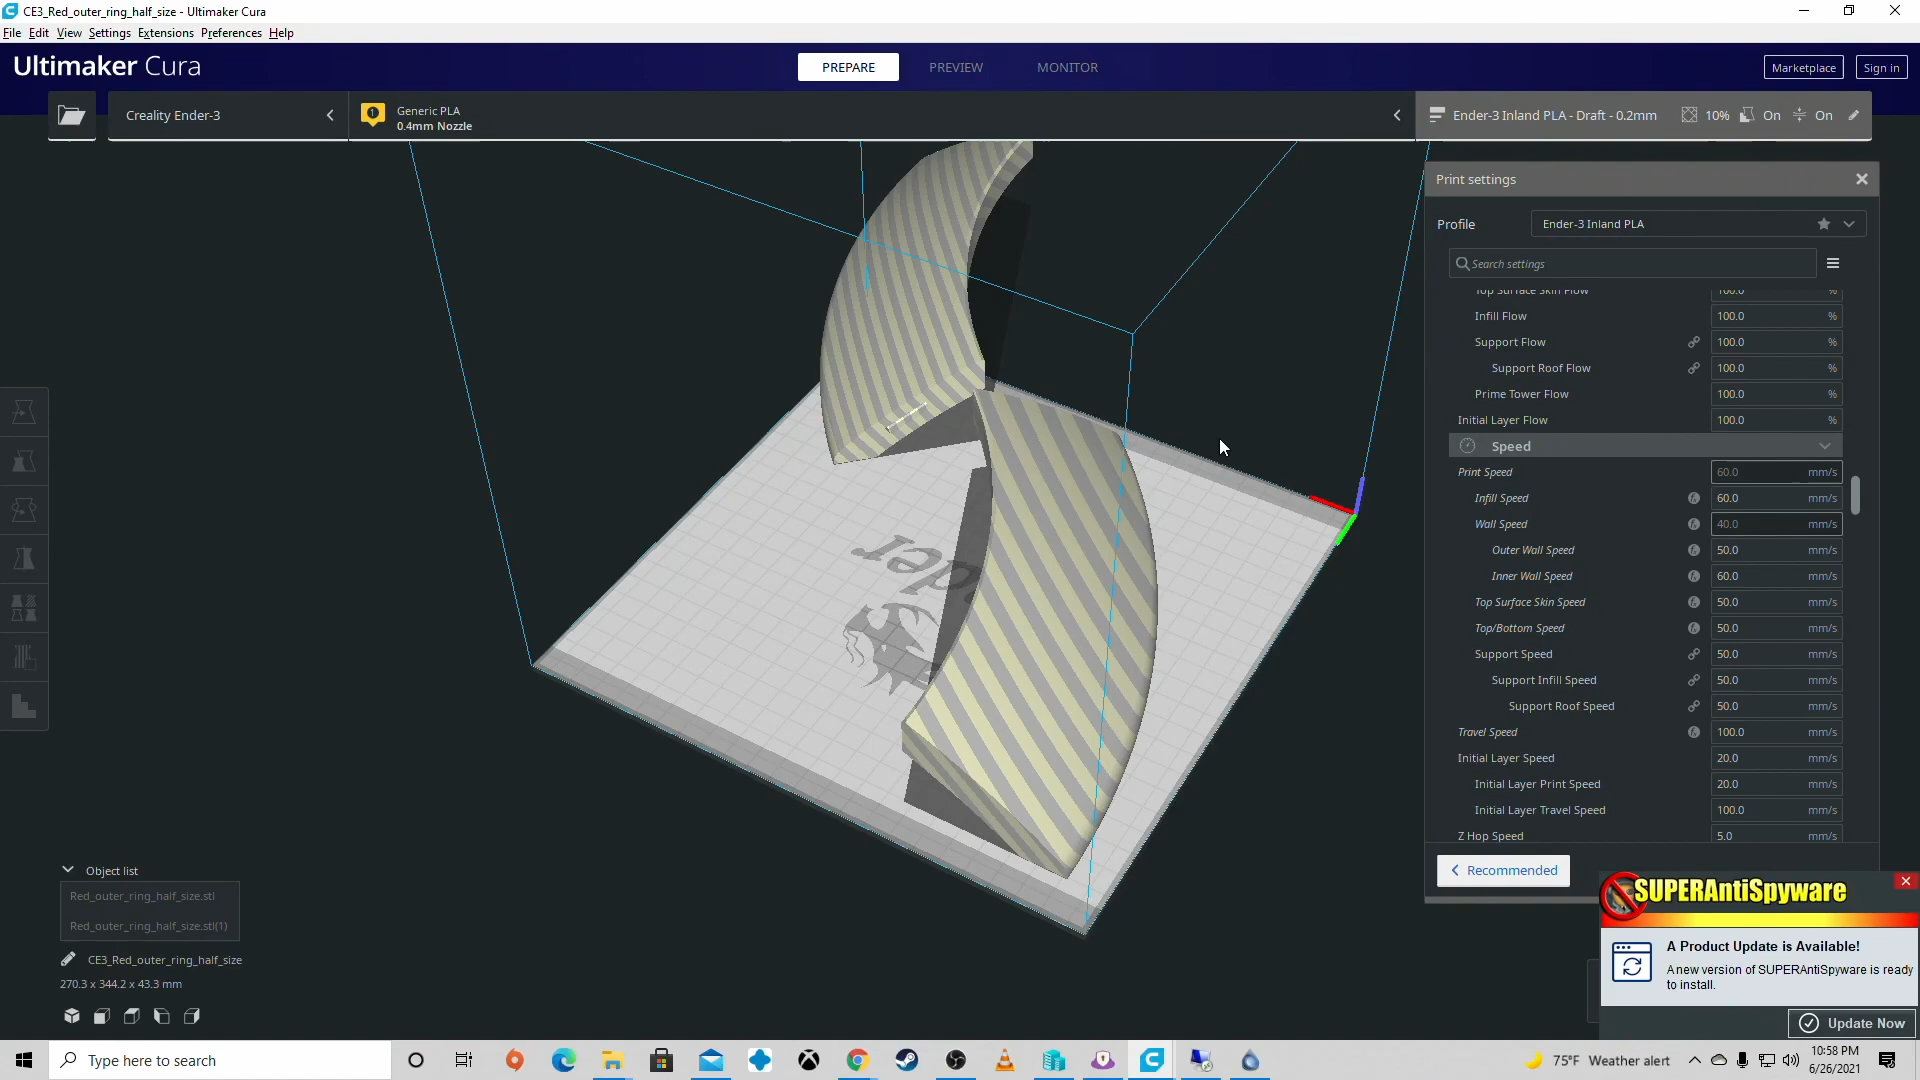 CE3_Red_outer_ring_half_size - Ultimaker Cura
File Edit View Settings Extensions Preferences Help
Ultimaker Cura
PREPARE PREVIEW MONITOR
Marketplace Sign in
Creality Ender-3
1
Generic PLA
0.4mm Nozzle
Ender-3 Inland PLA - Draft - 0.2mm 10% On On
Print settings
Profile Ender-3 Inland PLA
Search settings
Top Surface Skin Flow 100.0 %
Infill Flow 100.0 %
Support Flow 100.0 %
Support Roof Flow 100.0 %
Prime Tower Flow 100.0 %
Initial Layer Flow 100.0 %
Speed
Print Speed 60.0 mm/s
Infill Speed 60.0 mm/s
Wall Speed 40.0 mm/s
Outer Wall Speed 50.0 mm/s
Inner Wall Speed 60.0 mm/s
Top Surface Skin Speed 50.0 mm/s
Top/Bottom Speed 50.0 mm/s
Support Speed 50.0 mm/s
Support Infill Speed 50.0 mm/s
Support Roof Speed 50.0 mm/s
Travel Speed 100.0 mm/s
Initial Layer Speed 20.0 mm/s
Initial Layer Print Speed 20.0 mm/s
Initial Layer Travel Speed 100.0 mm/s
Z Hop Speed 5.0 mm/s
Recommended
Object list
Red_outer_ring_half_size.stl
Red_outer_ring_half_size.stl(1)
CE3_Red_outer_ring_half_size
270.3 x 344.2 x 43.3 mm
SUPERAntiSpyware
A Product Update is Available!
A new version of SUPERAntiSpyware is ready
to install.
Update Now
Type here to search
75°F Weather alert
10:58 PM
6/26/2021